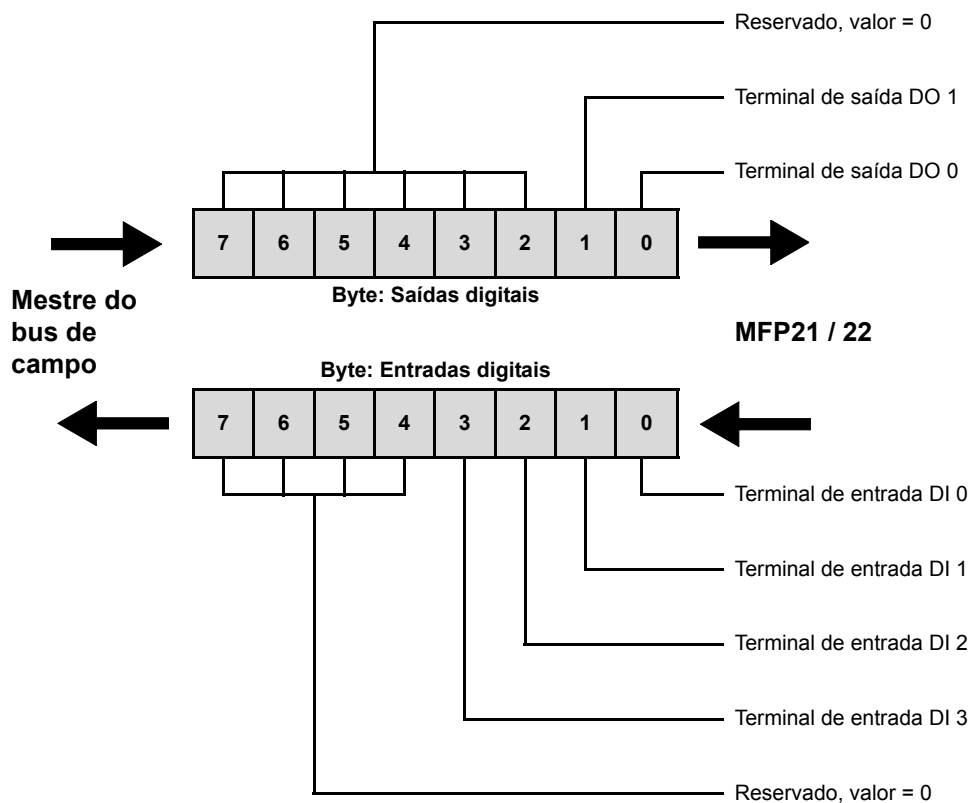 Reservado, valor = 0
Terminal de saída DO 1
Terminal de saída DO 0
7 6 5 4 3 2 1 0
Byte: Saídas digitais
Mestre do
bus de
campo
MFP21 / 22
Byte: Entradas digitais
7 6 5 4 3 2 1 0
Terminal de entrada DI 0
Terminal de entrada DI 1
Terminal de entrada DI 2
Terminal de entrada DI 3
Reservado, valor = 0